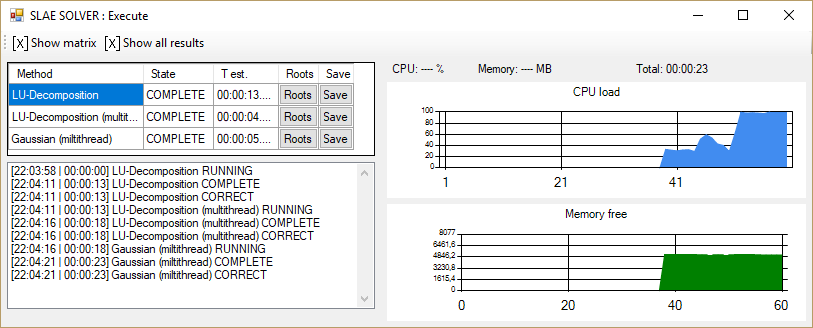 SLAE SOLVER : Execute
[X] Show matrix [X] Show all results
Method State T est. Roots Save
LU-Decomposition COMPLETE 00:00:13.... Roots Save
LU-Decomposition (multit... COMPLETE 00:00:04.... Roots Save
Gaussian (miltithread) COMPLETE 00:00:05.... Roots Save
[22:03:58 | 00:00:00] LU-Decomposition RUNNING
[22:04:11 | 00:00:13] LU-Decomposition COMPLETE
[22:04:11 | 00:00:13] LU-Decomposition CORRECT
[22:04:11 | 00:00:13] LU-Decomposition (multithread) RUNNING
[22:04:16 | 00:00:18] LU-Decomposition (multithread) COMPLETE
[22:04:16 | 00:00:18] LU-Decomposition (multithread) CORRECT
[22:04:16 | 00:00:18] Gaussian (miltithread) RUNNING
[22:04:21 | 00:00:23] Gaussian (miltithread) COMPLETE
[22:04:21 | 00:00:23] Gaussian (miltithread) CORRECT
CPU: ---- % Memory: ---- MB Total: 00:00:23
CPU load
100
80
60
40
20
0
1 21 41
Memory free
8077
6461,6
4846,2
3230,8
1615,4
0
0 20 40 60